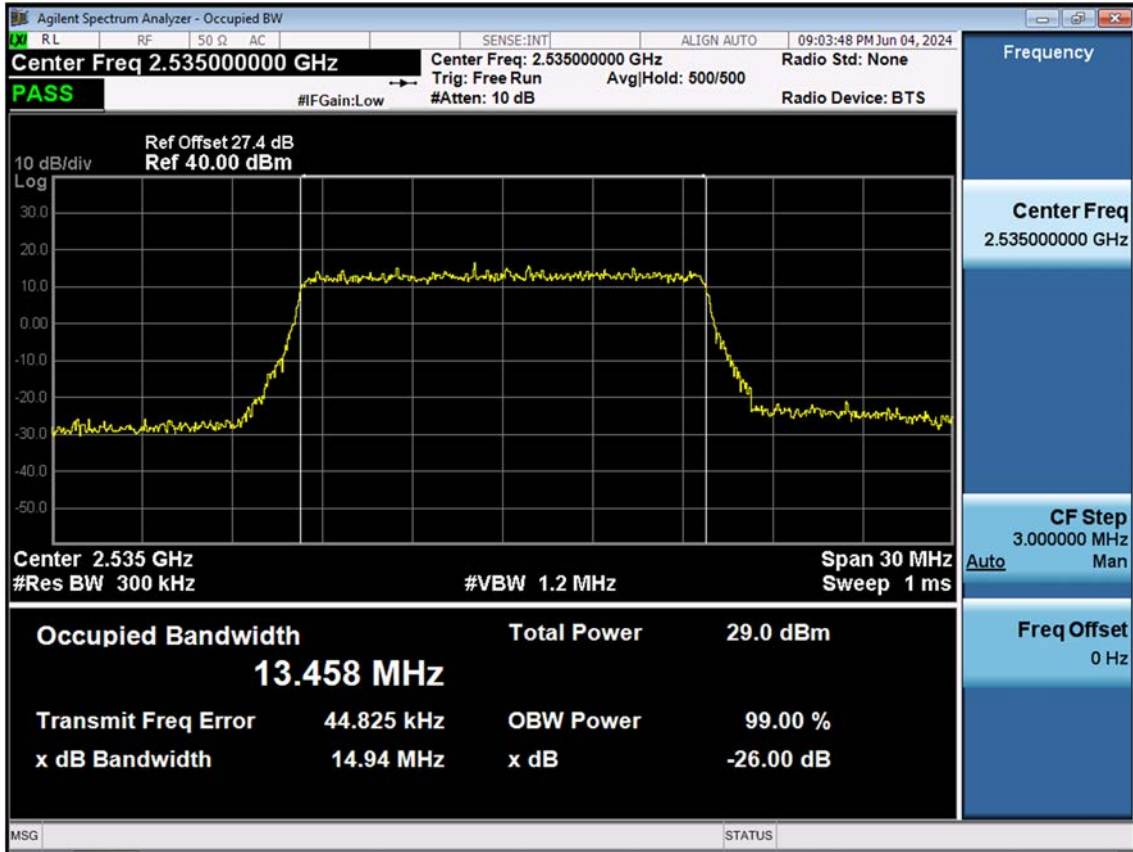 Agilent Spectrum Analyzer - Occupied BW
LXI RL RF 50 Ω AC SENSE:INT ALIGN AUTO 09:03:48 PM Jun 04, 2024
Center Freq 2.535000000 GHz
Center Freq: 2.535000000 GHz
Radio Std: None
Trig: Free Run
Avg|Hold: 500/500
PASS
#IFGain:Low
#Atten: 10 dB
Radio Device: BTS
Ref Offset 27.4 dB
10 dB/div
Ref 40.00 dBm
Log
30.0
20.0
10.0
0.00
-10.0
-20.0
-30.0
-40.0
-50.0
Center 2.535 GHz
Span 30 MHz
#Res BW 300 kHz
#VBW 1.2 MHz
Sweep 1 ms
Occupied Bandwidth
Total Power 29.0 dBm
13.458 MHz
Transmit Freq Error 44.825 kHz
OBW Power 99.00 %
x dB Bandwidth 14.94 MHz
x dB -26.00 dB
MSG
STATUS
Frequency
Center Freq
2.535000000 GHz
CF Step
3.000000 MHz
Auto Man
Freq Offset
0 Hz